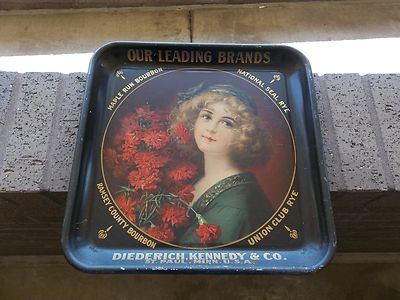 OUR LEADING BRANDS
MAPLE RUN BOURBON
NATIONAL SEAL RYE
RAMSEY COUNTY BOURBON
UNION CLUB RYE
DIEDERICH, KENNEDY & CO.
ST. PAUL, MINN. U.S.A.